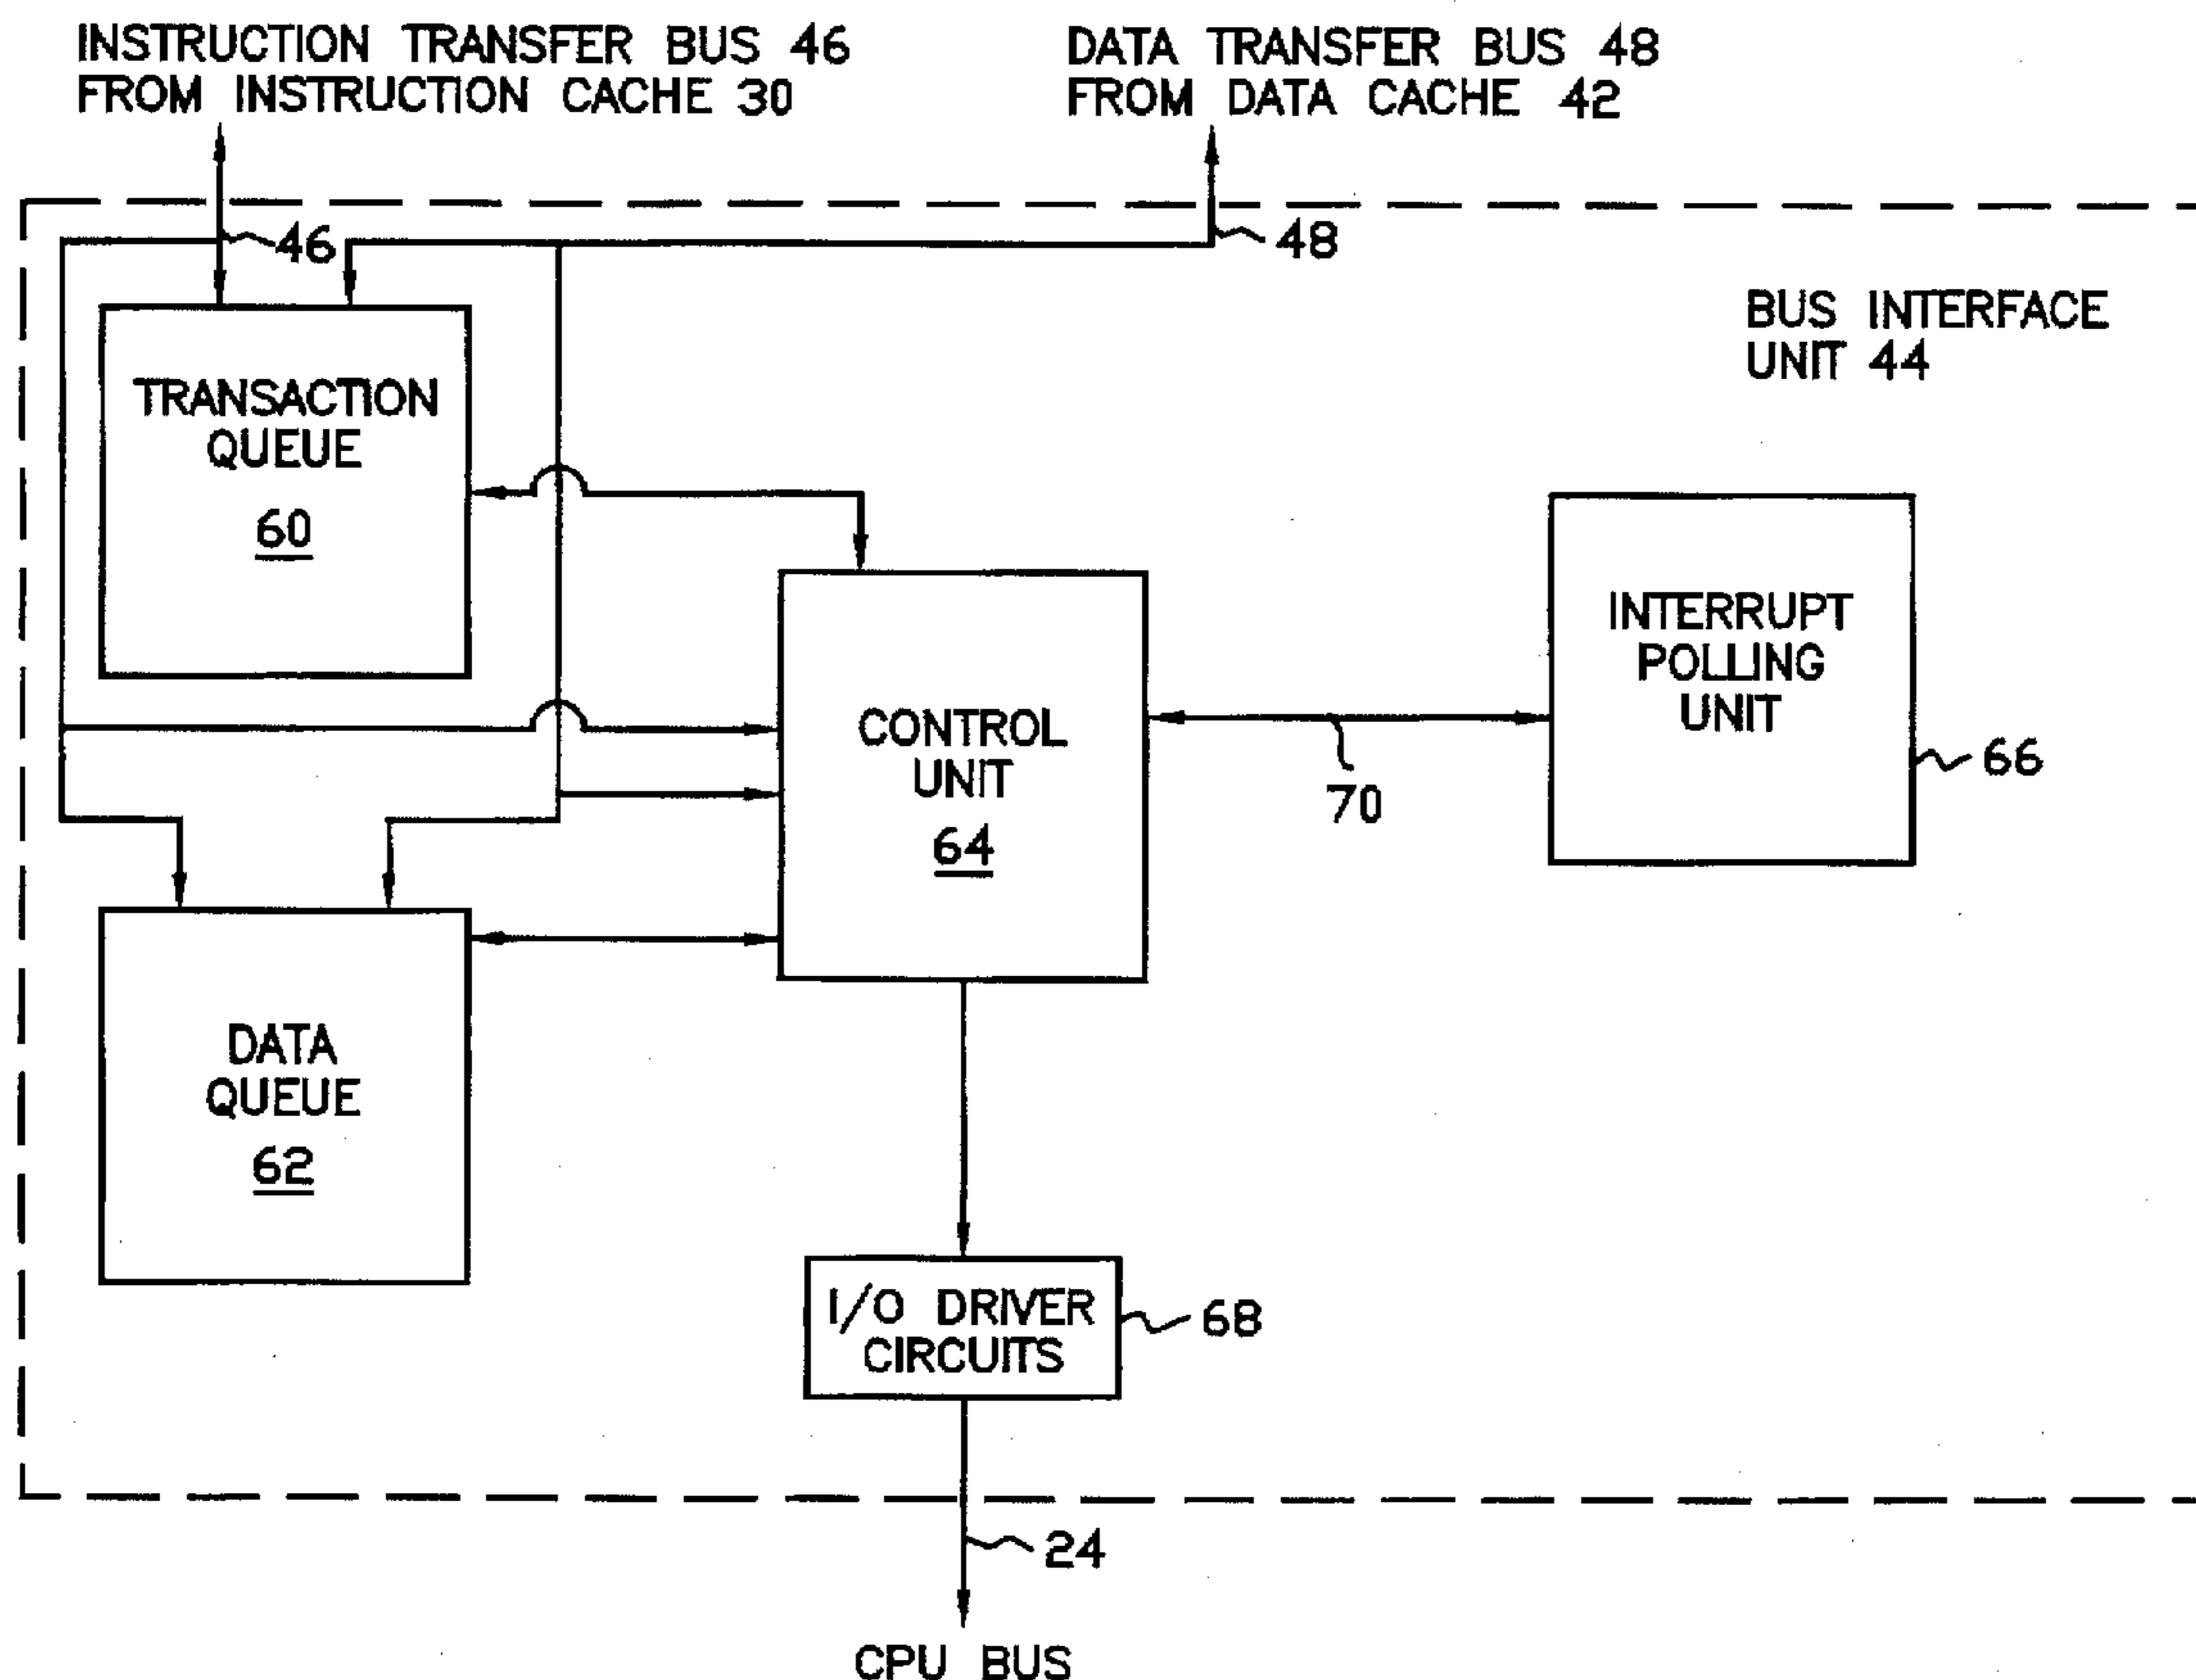 INSTRUCTION TRANSFER BUS 46
FROM INSTRUCTION CACHE 30
DATA TRANSFER BUS 48
FROM DATA CACHE 42
46
48
BUS INTERFACE
UNIT 44
TRANSACTION
QUEUE
60
INTERRUPT
POLLING
UNIT
66
CONTROL
UNIT
64
70
DATA
QUEUE
62
I/O DRIVER
CIRCUITS
68
24
CPU BUS